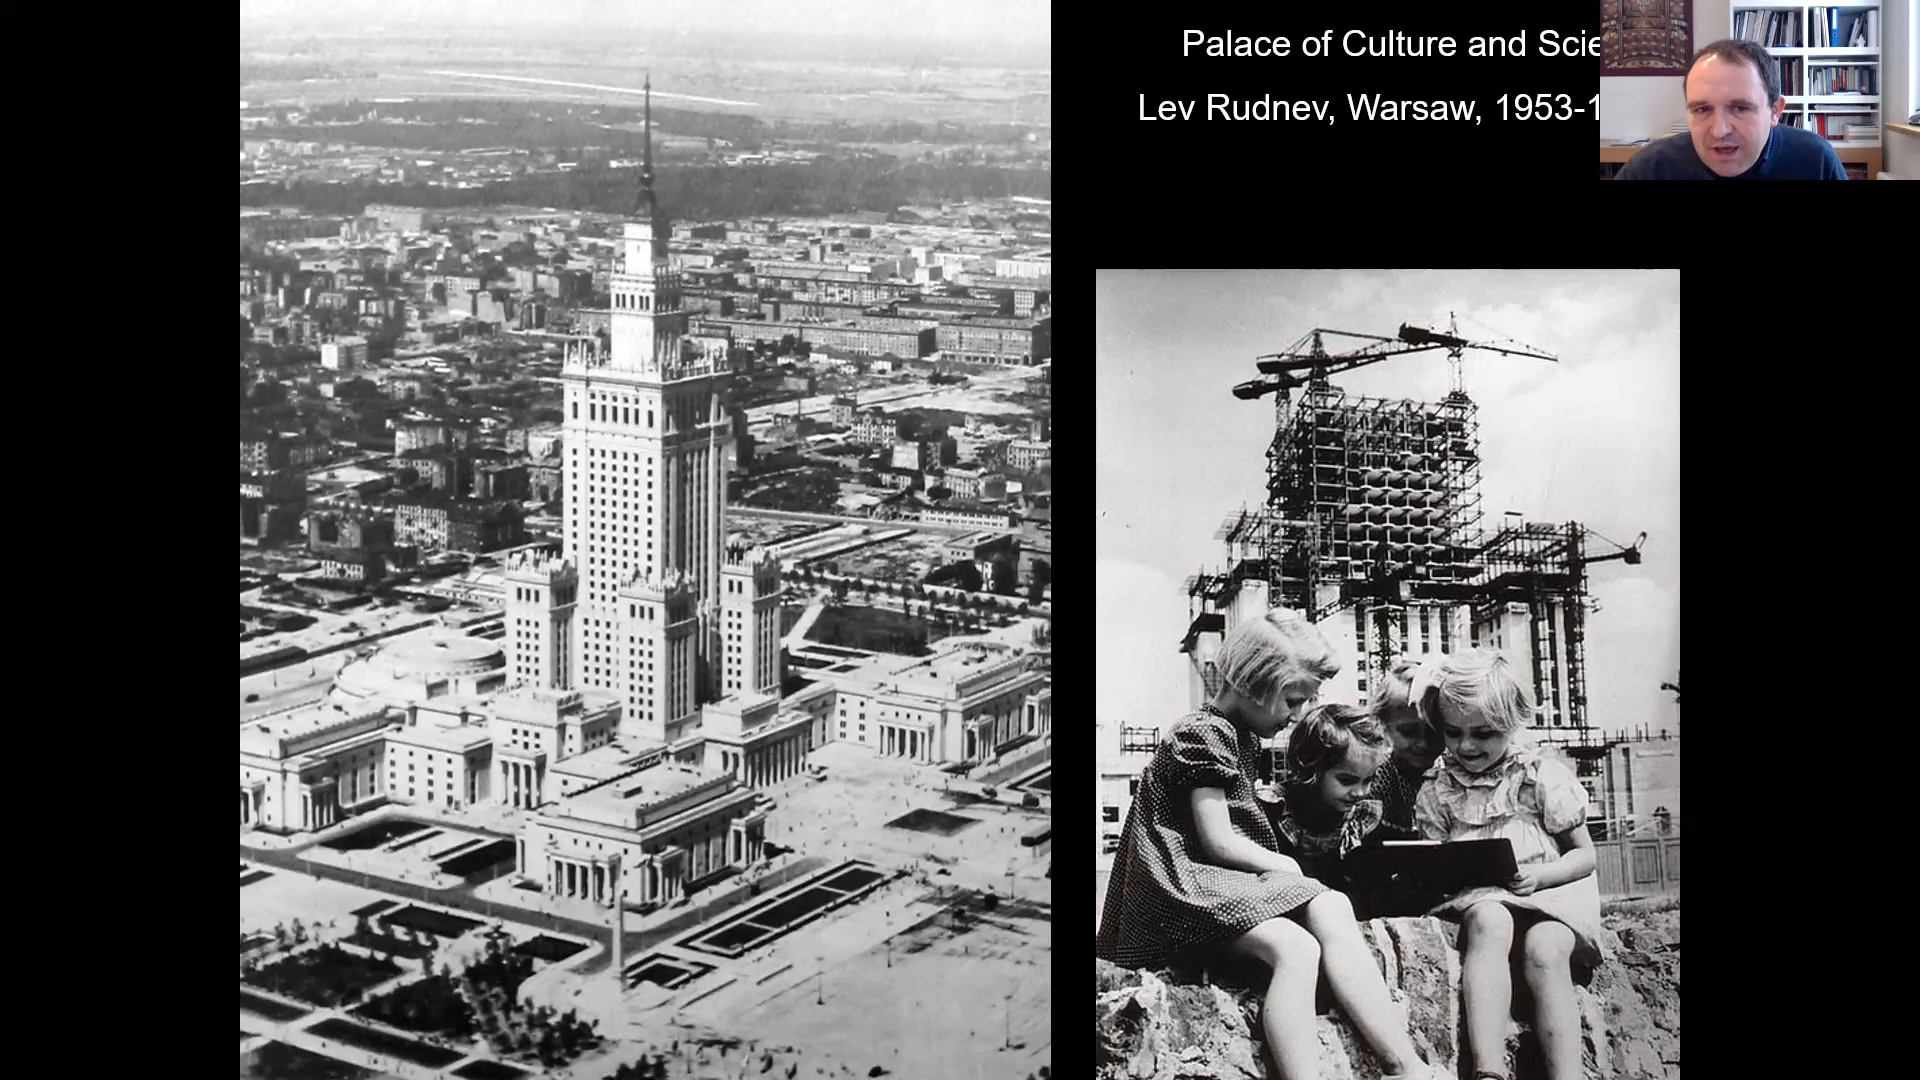 Palace of Culture and Scie
Lev Rudnev, Warsaw, 1953-1